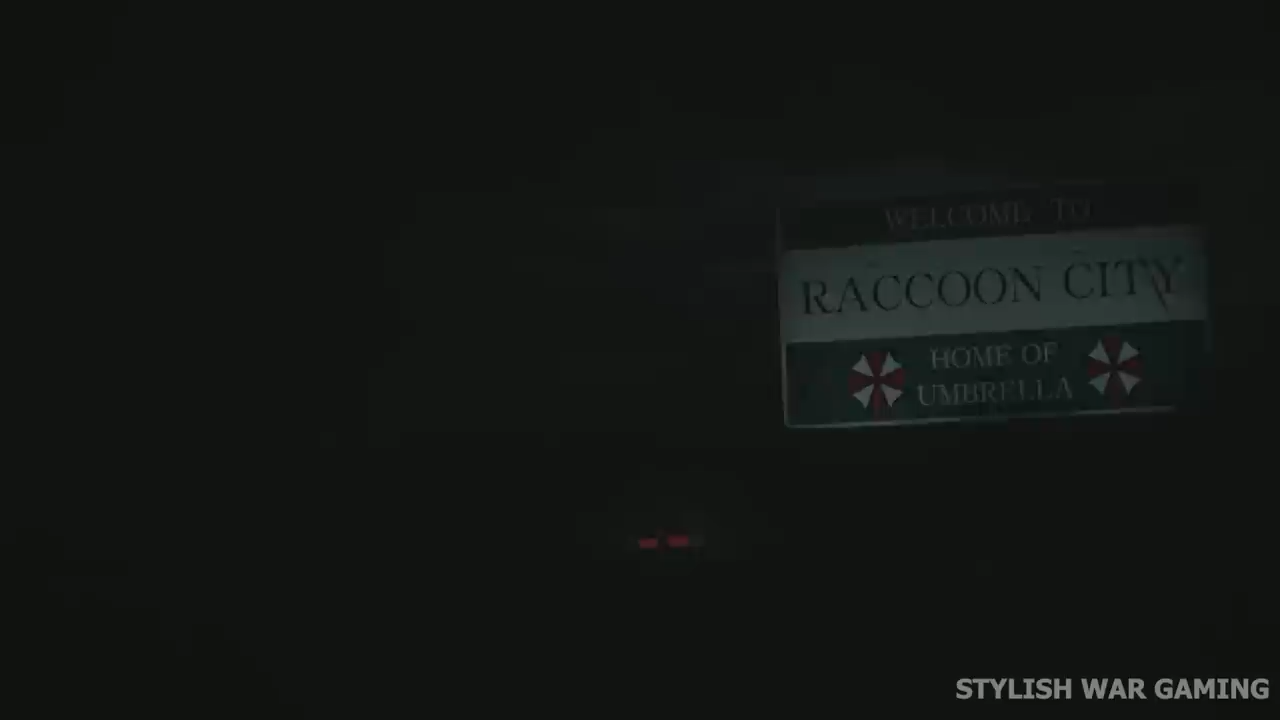 WELCOME TO
RACCOON CITY
HOME OF
UMBRELLA
STYLISH WAR GAMING